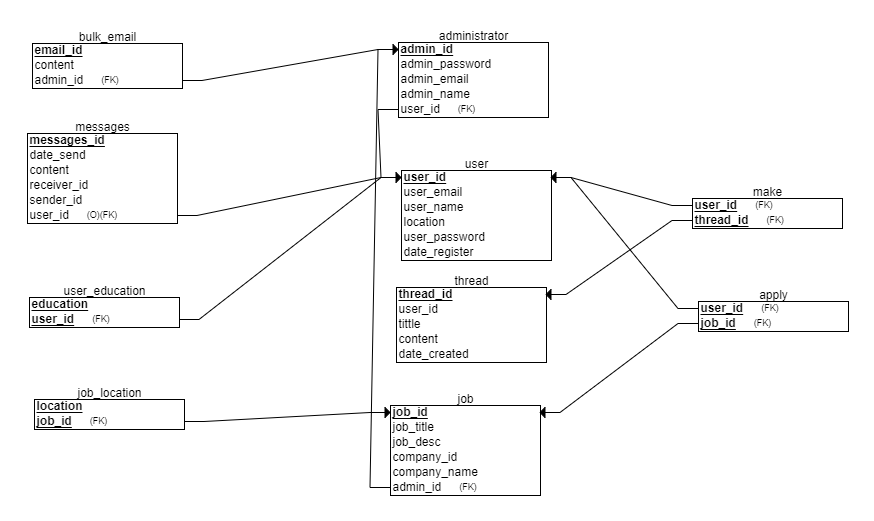 bulk_email
email_id
content
admin_id (FK)
administrator
admin_id
admin_password
admin_email
admin_name
user_id (FK)
messages
messages_id
date_send
content
receiver_id
sender_id
user_id (O)(FK)
user
user_id
user_email
user_name
location
user_password
date_register
make
user_id (FK)
thread_id (FK)
user_education
education
user_id (FK)
thread
thread_id
user_id
tittle
content
date_created
apply
user_id (FK)
job_id (FK)
job_location
location
job_id (FK)
job
job_id
job_title
job_desc
company_id
company_name
admin_id (FK)